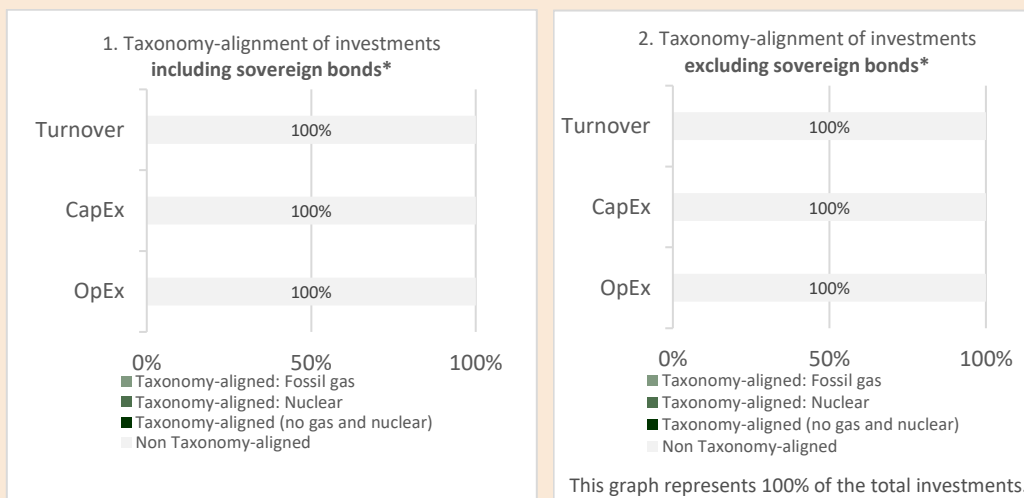 1. Taxonomy-alignment of investments
including sovereign bonds*
Turnover
100%
CapEx
100%
OpEx
100%
0% 50% 100%
Taxonomy-aligned: Fossil gas
Taxonomy-aligned: Nuclear
Taxonomy-aligned (no gas and nuclear)
Non Taxonomy-aligned
2. Taxonomy-alignment of investments
excluding sovereign bonds*
Turnover
100%
CapEx
100%
OpEx
100%
0% 50% 100%
Taxonomy-aligned: Fossil gas
Taxonomy-aligned: Nuclear
Taxonomy-aligned (no gas and nuclear)
Non Taxonomy-aligned
This graph represents 100% of the total investments.